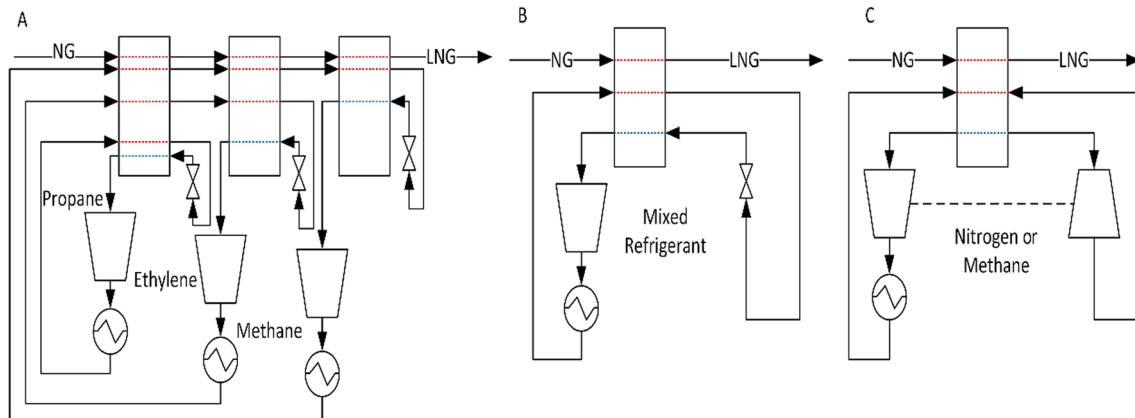 A
NG
LNG
Propane
Ethylene
Methane
B
NG
LNG
Mixed
Refrigerant
C
NG
LNG
Nitrogen or
Methane